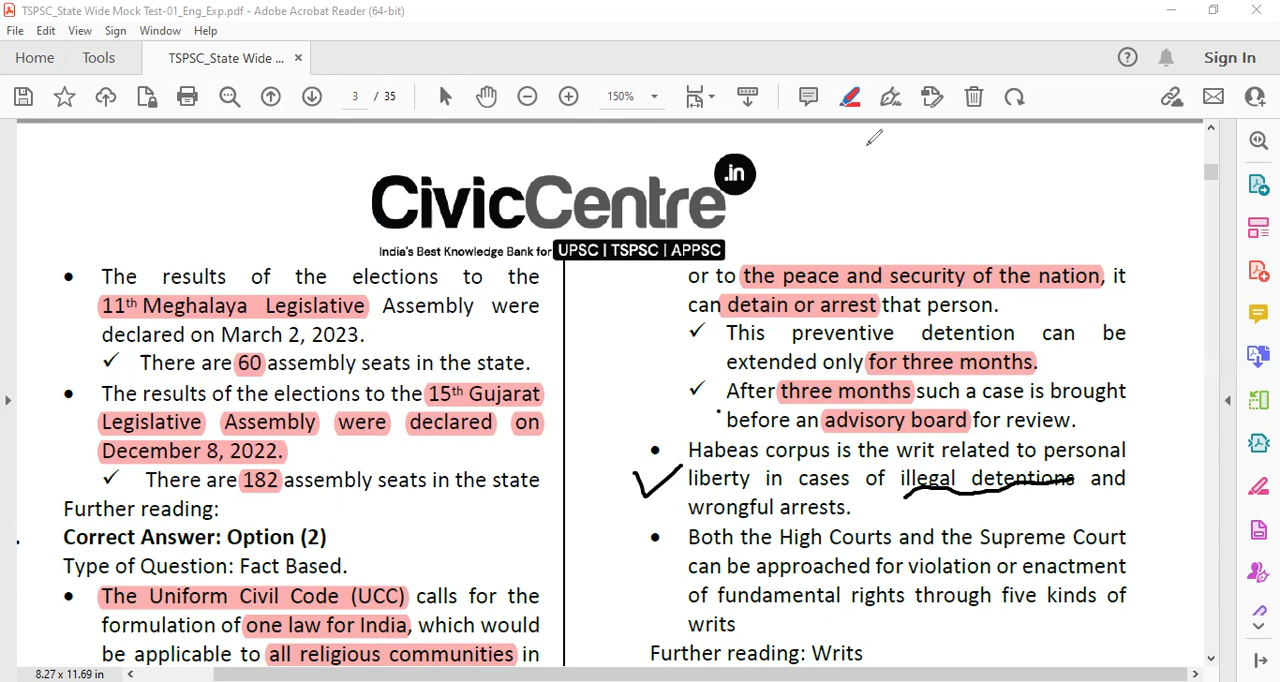 TSPSC_State Wide Mock Test-01_Eng_Exp.pdf - Adobe Acrobat Reader (64-bit)
File Edit View Sign Window Help
Home Tools TSPSC_State Wide ... × Sign In
3 / 35 150%
CivicCentre.in
India's Best Knowledge Bank for UPSC | TSPSC | APPSC
• The results of the elections to the
11th Meghalaya Legislative Assembly were
declared on March 2, 2023.
✓ There are 60 assembly seats in the state.
• The results of the elections to the 15th Gujarat
Legislative Assembly were declared on
December 8, 2022.
✓ There are 182 assembly seats in the state
Further reading:
Correct Answer: Option (2)
Type of Question: Fact Based.
• The Uniform Civil Code (UCC) calls for the
formulation of one law for India, which would
be applicable to all religious communities in
or to the peace and security of the nation, it
can detain or arrest that person.
✓ This preventive detention can be
extended only for three months.
✓ After three months such a case is brought
before an advisory board for review.
• Habeas corpus is the writ related to personal
liberty in cases of illegal detentions and
wrongful arrests.
• Both the High Courts and the Supreme Court
can be approached for violation or enactment
of fundamental rights through five kinds of
writs
Further reading: Writs
8.27 x 11.69 in